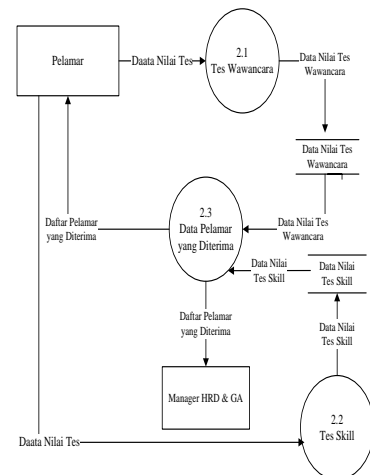 Pelamar
Daata Nilai Tes
2.1
Tes Wawancara
Data Nilai Tes
Wawancara
Data Nilai Tes
Wawancara
Data Nilai Tes
Wawancara
2.3
Data Pelamar
yang Diterima
Daftar Pelamar
yang Diterima
Data Nilai
Tes Skill
Data Nilai
Tes Skill
Data Nilai
Tes Skill
Daftar Pelamar
yang Diterima
Manager HRD & GA
2.2
Tes Skill
Daata Nilai Tes